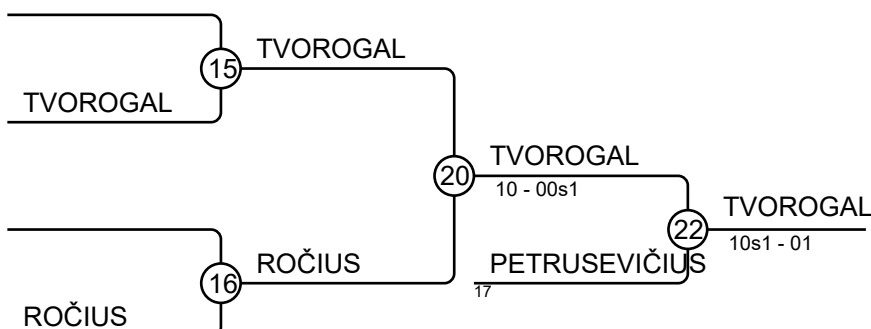 TVOROGAL
15
TVOROGAL
TVOROGAL
20
10 - 00s1
TVOROGAL
22
10s1 - 01
ROČIUS
16
PETRUSEVIČIUS
17
ROČIUS